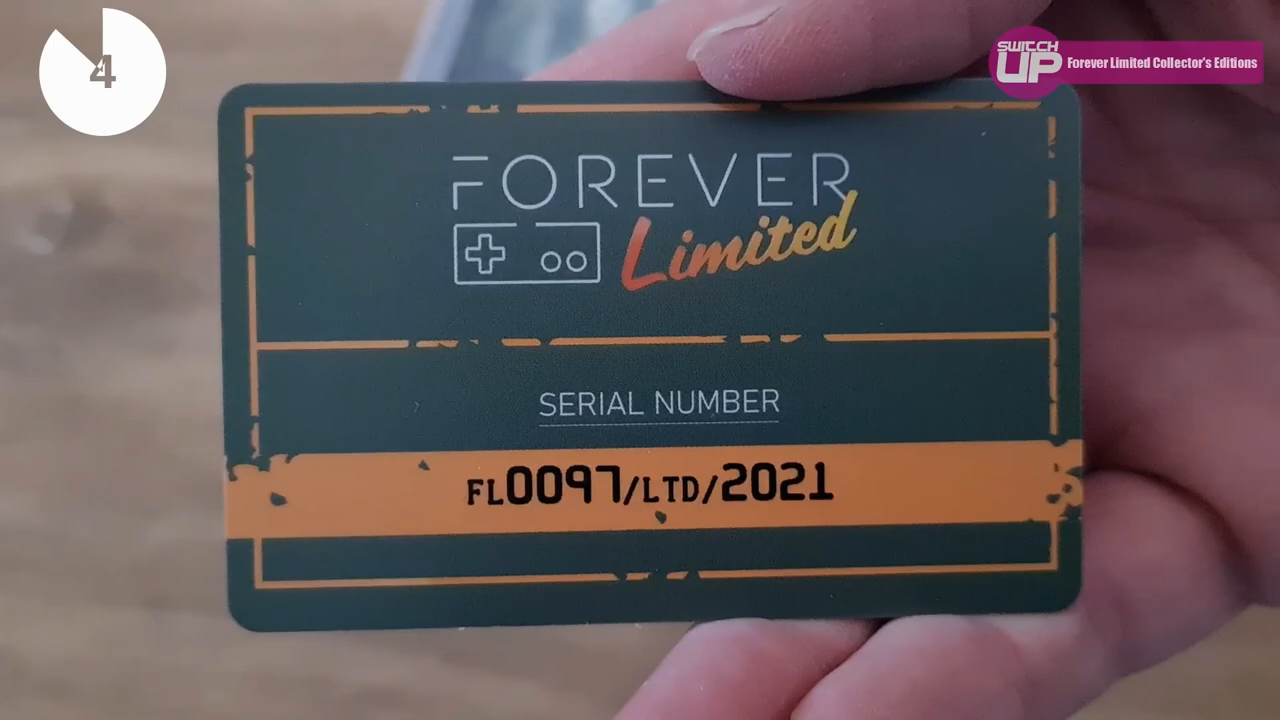 4
SWITCH
UP
Forever Limited Collector's Editions
FOREVER
Limited
SERIAL NUMBER
FL0097/LTD/2021